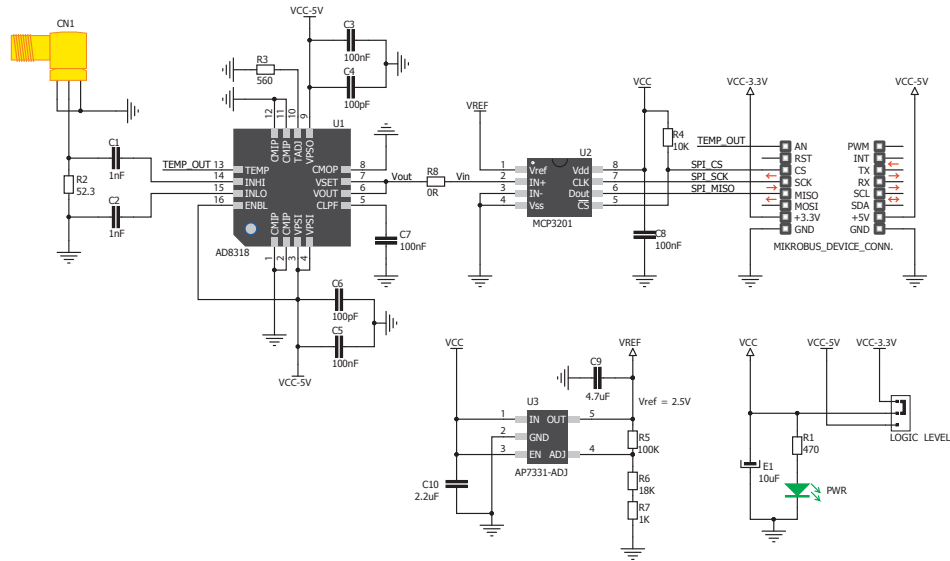 CN1
VCC-5V
C3
100nF
C4
100pF
R3
560
12
11
10
9
CMIP
CMIP
TADJ
VPSO
U1
C1
1nF
R2
52.3
C2
1nF
TEMP_OUT 13
14
15
16
TEMP
INHI
INLO
ENBL
CMOP
VSET
VOUT
CLPF
8
7
6
5
CMIP
CMIP
VPSI
VPSI
1
2
3
4
AD8318
Vout
R8
0R
Vin
C7
100nF
C6
100pF
C5
100nF
VCC-5V
VREF
U2
1
2
3
4
Vref
IN+
IN-
Vss
Vdd
CLK
Dout
CS
8
7
6
5
MCP3201
VCC
R4
10K
C8
100nF
TEMP_OUT
SPI_CS
SPI_SCK
SPI_MISO
VCC-3.3V
VCC-5V
AN
RST
CS
SCK
MISO
MOSI
+3.3V
GND
PWM
INT
TX
RX
SCL
SDA
+5V
GND
MIKROBUS_DEVICE_CONN.
VCC
VREF
C9
4.7uF
Vref = 2.5V
U3
1
2
3
IN OUT
GND
EN ADJ
5
4
AP7331-ADJ
C10
2.2uF
R5
100K
R6
18K
R7
1K
VCC
VCC-5V
VCC-3.3V
LOGIC LEVEL
R1
470
E1
10uF
PWR